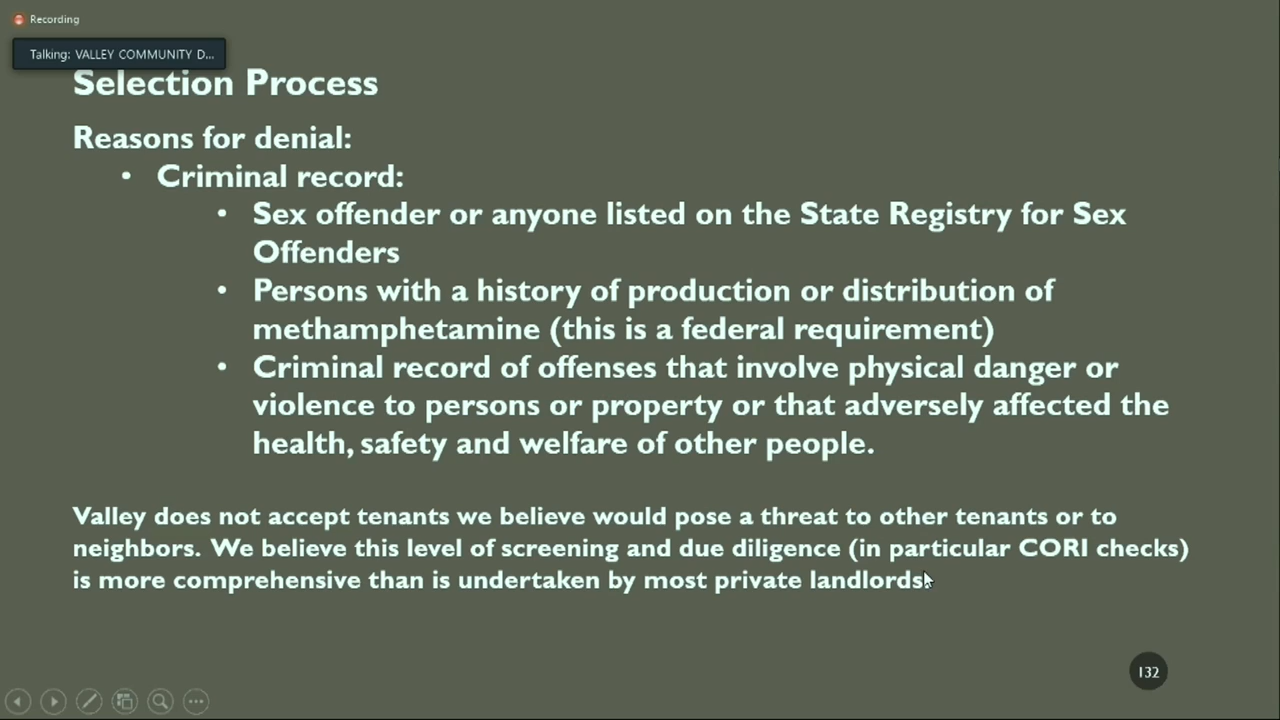 Recording
Talking: VALLEY COMMUNITY D...
Selection Process
Reasons for denial:
• Criminal record:
• Sex offender or anyone listed on the State Registry for Sex
Offenders
• Persons with a history of production or distribution of
methamphetamine (this is a federal requirement)
• Criminal record of offenses that involve physical danger or
violence to persons or property or that adversely affected the
health, safety and welfare of other people.
Valley does not accept tenants we believe would pose a threat to other tenants or to
neighbors. We believe this level of screening and due diligence (in particular CORI checks)
is more comprehensive than is undertaken by most private landlords.
132